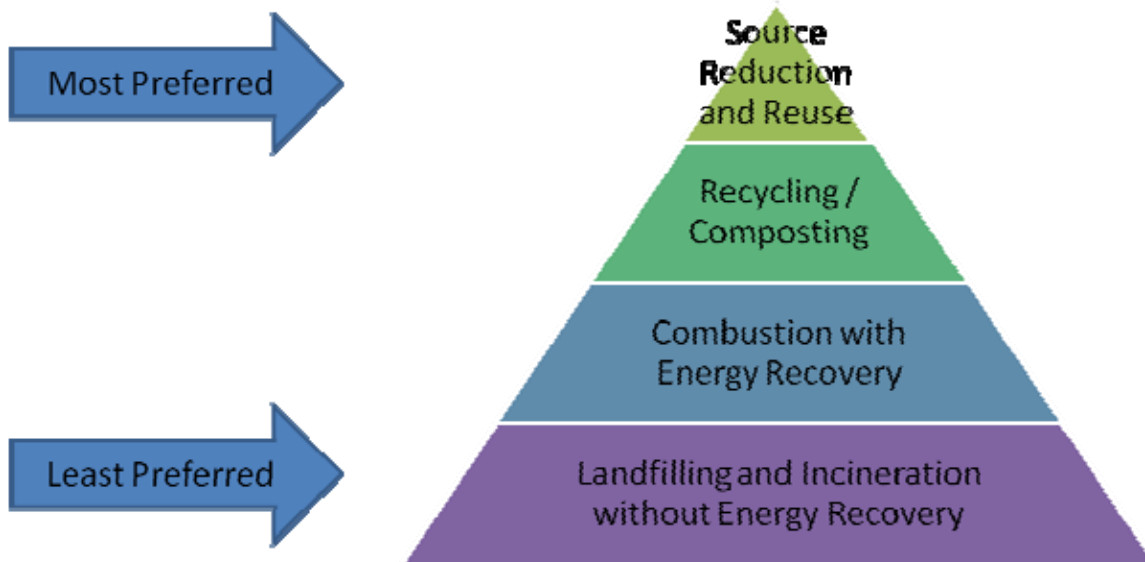 Most Preferred
Source
Reduction
and Reuse
Recycling /
Composting
Combustion with
Energy Recovery
Least Preferred
Landfilling and Incineration
without Energy Recovery